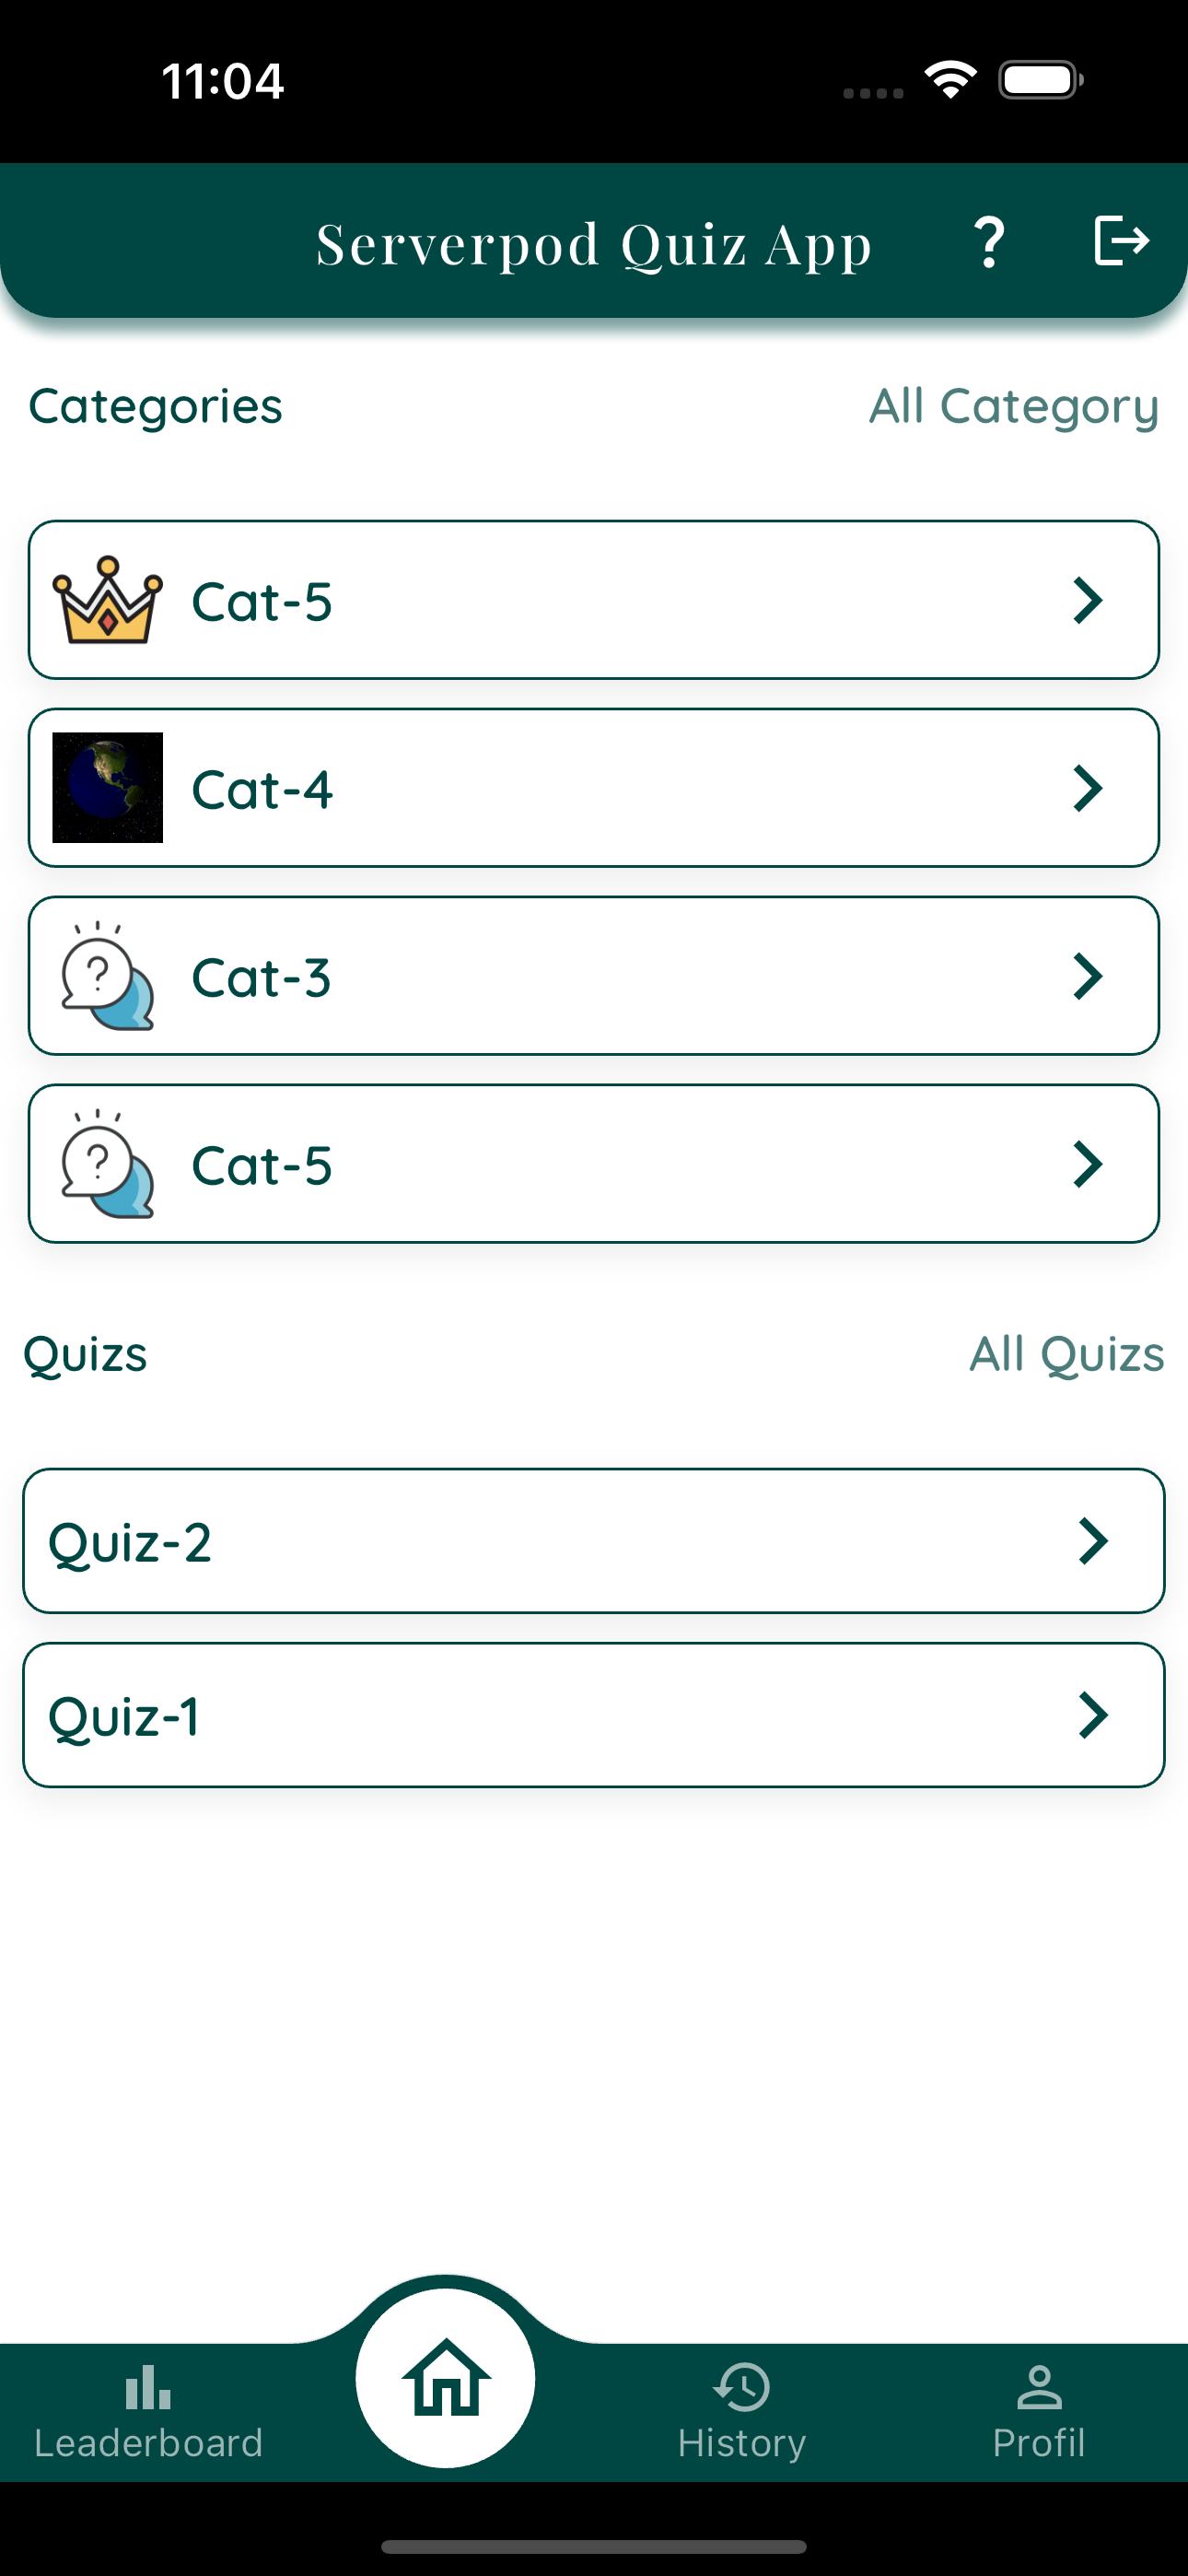 11:04
Serverpod Quiz App ?
Categories All Category
Cat-5
Cat-4
? Cat-3
? Cat-5
Quizs All Quizs
Quiz-2
Quiz-1
Leaderboard History Profil